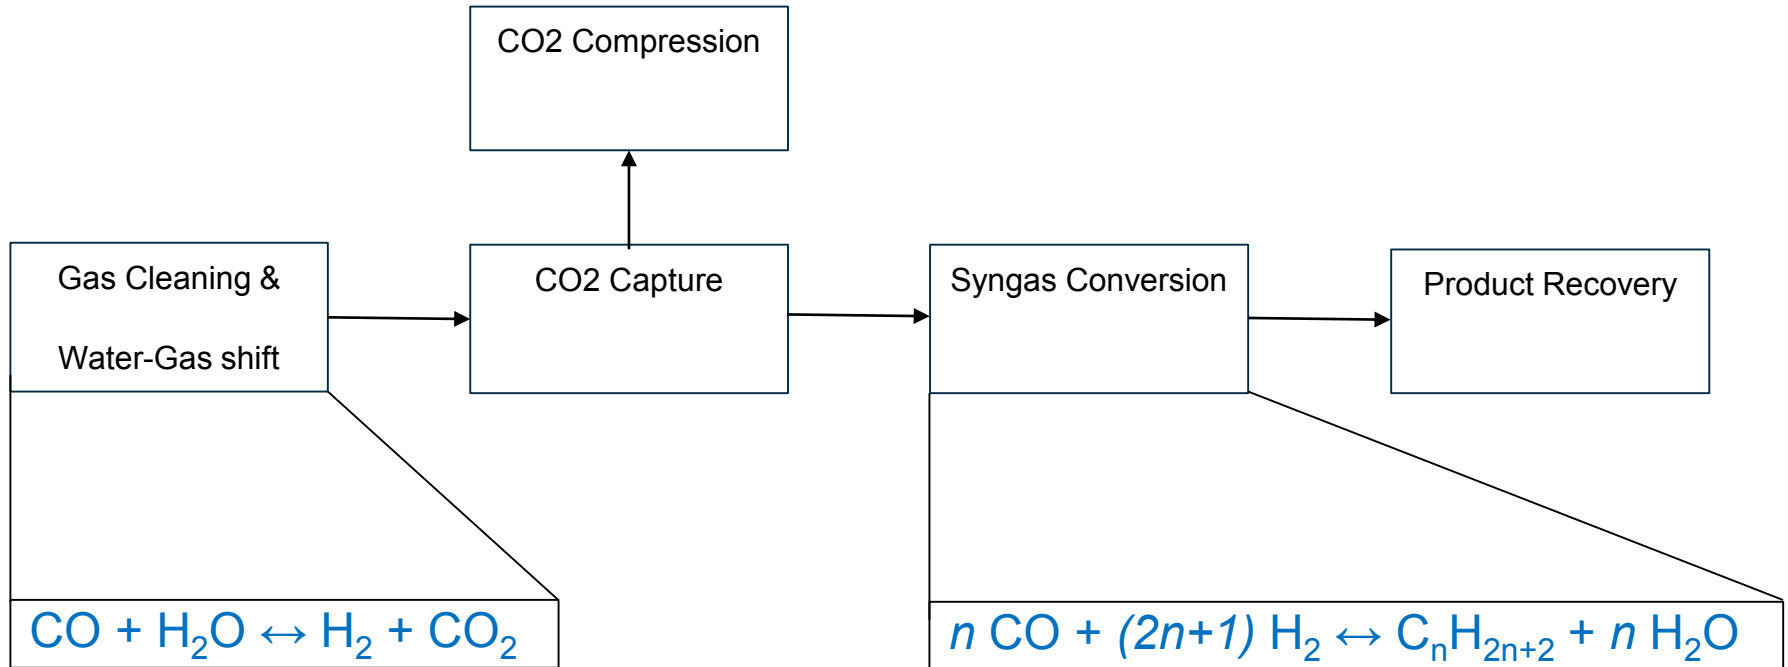 CO2 Compression
Gas Cleaning &
Water-Gas shift
CO2 Capture
Syngas Conversion
Product Recovery
CO + H₂O ↔ H₂ + CO₂
n CO + (2n+1) H₂ ↔ CₙH₂ₙ₊₂ + n H₂O